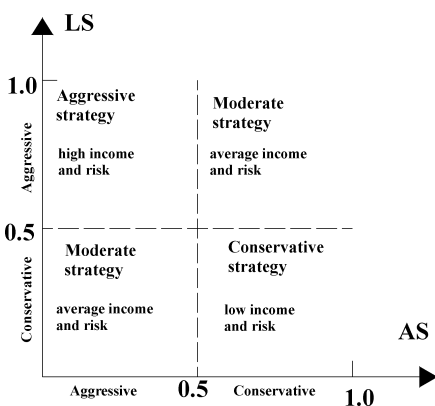 LS
1.0
Aggressive
strategy
high income
and risk
Moderate
strategy
average income
and risk
Aggressive
0.5
Moderate
strategy
average income
and risk
Conservative
strategy
low income
and risk
Conservative
AS
Aggressive
0.5
Conservative
1.0